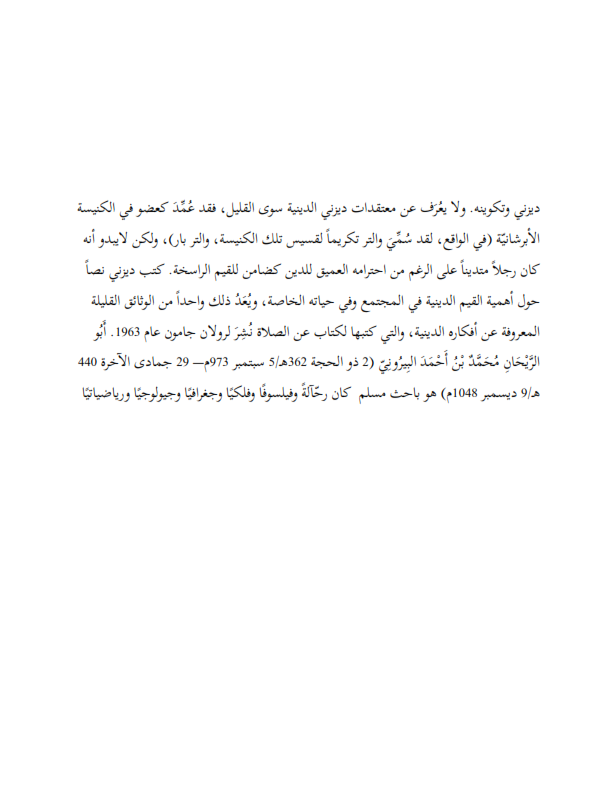 ديزني وتكوينه. ولا يعُرَف عن معتقدات ديزني الدينية سوى القليل، فقد عُمِّدَ كعضو في الكنيسة
الأبرشانيّة (في الواقع، لقد سُمِّيَ والتر تكريماً لقسيس تلك الكنيسة، والتر بار)، ولكن لايبدو أنه
كان رجلاً متديناً على الرغم من احترامه العميق للدين كضامن للقيم الراسخة. كتب ديزني نصاً
حول أهمية القيم الدينية في المجتمع وفي حياته الخاصة، ويُعَدُ ذلك واحداً من الوثائق القليلة
المعروفة عن أفكاره الدينية، والتي كتبها لكتاب عن الصلاة نُشِرَ لرولان جامون عام 1963. أَبُو
الرَّيْحَانِ مُحَمَّدٌ بْنُ أَحْمَدَ البِيرُونِيّ (2 ذو الحجة 362هـ/5 سبتمبر 973م— 29 جمادى الآخرة 440
هـ/9 ديسمبر 1048م) هو باحث مسلم  كان رحّآلةً وفيلسوفًا وفلكيًا وجغرافيًا وجيولوجيًا ورياضياتيًا